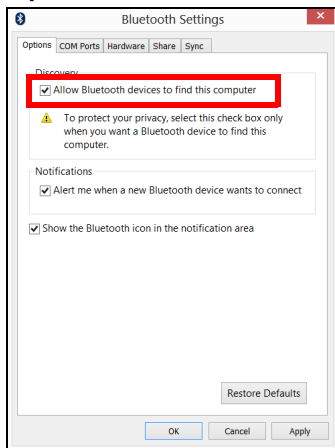 Bluetooth Settings
Options COM Ports Hardware Share Sync
Discovery
Allow Bluetooth devices to find this computer
To protect your privacy, select this check box only
when you want a Bluetooth device to find this
computer.
Notifications
Alert me when a new Bluetooth device wants to connect
Show the Bluetooth icon in the notification area
Restore Defaults
OK Cancel Apply